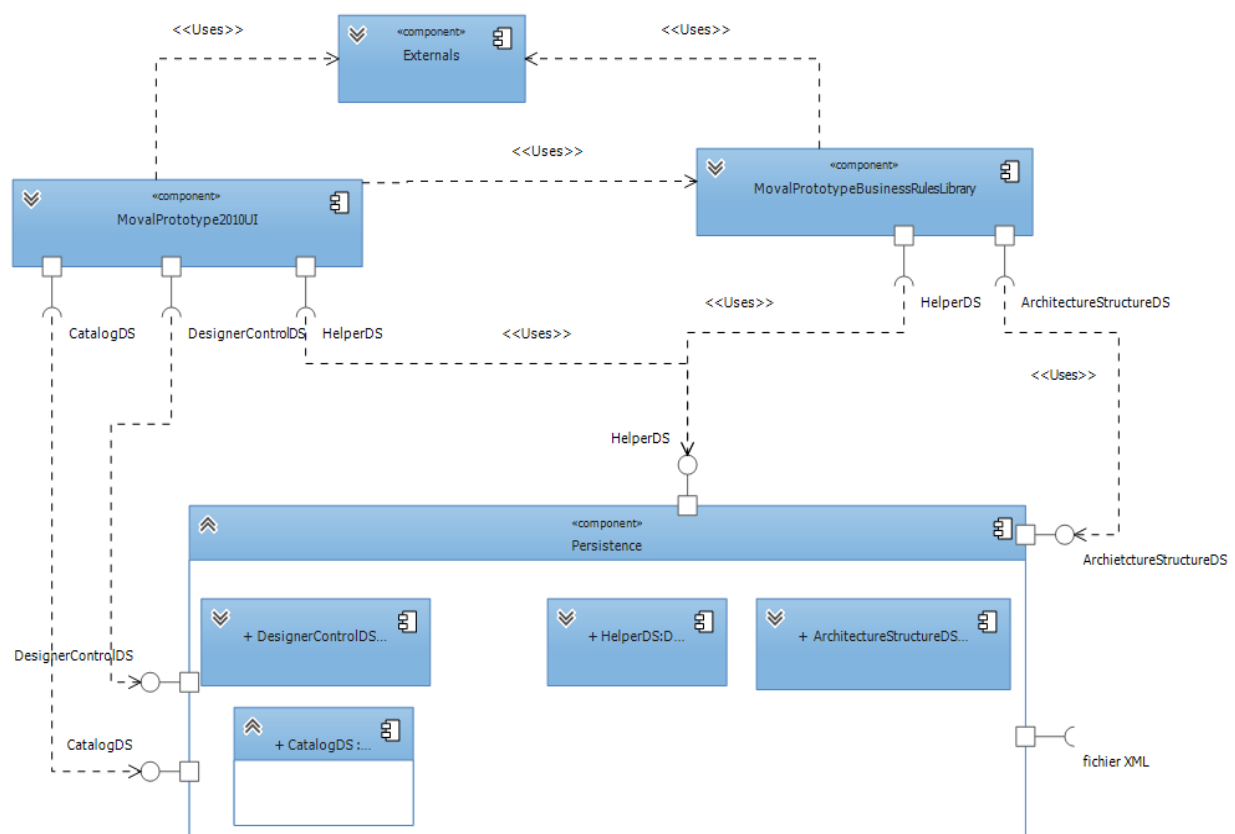 <<Uses>>
«component»
Externals
<<Uses>>
<<Uses>>
«component»
MovalPrototype2010UI
«component»
MovalPrototypeBusinessRulesLibrary
CatalogDS
DesignerControlDS
HelperDS
<<Uses>>
<<Uses>>
HelperDS
ArchitectureStructureDS
<<Uses>>
HelperDS
«component»
Persistence
ArchietctureStructureDS
+ DesignerControlDS...
+ HelperDS:D...
+ ArchitectureStructureDS...
DesignerControlDS
CatalogDS
+ CatalogDS :...
fichier XML